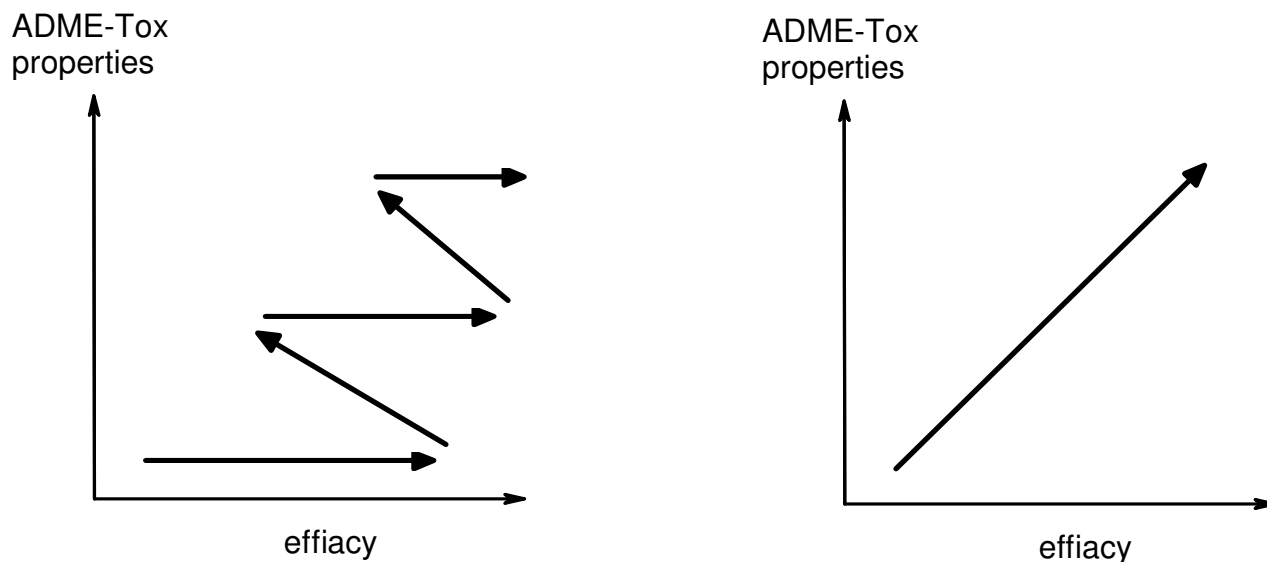 ADME-Tox
properties
effiacy
ADME-Tox
properties
effiacy